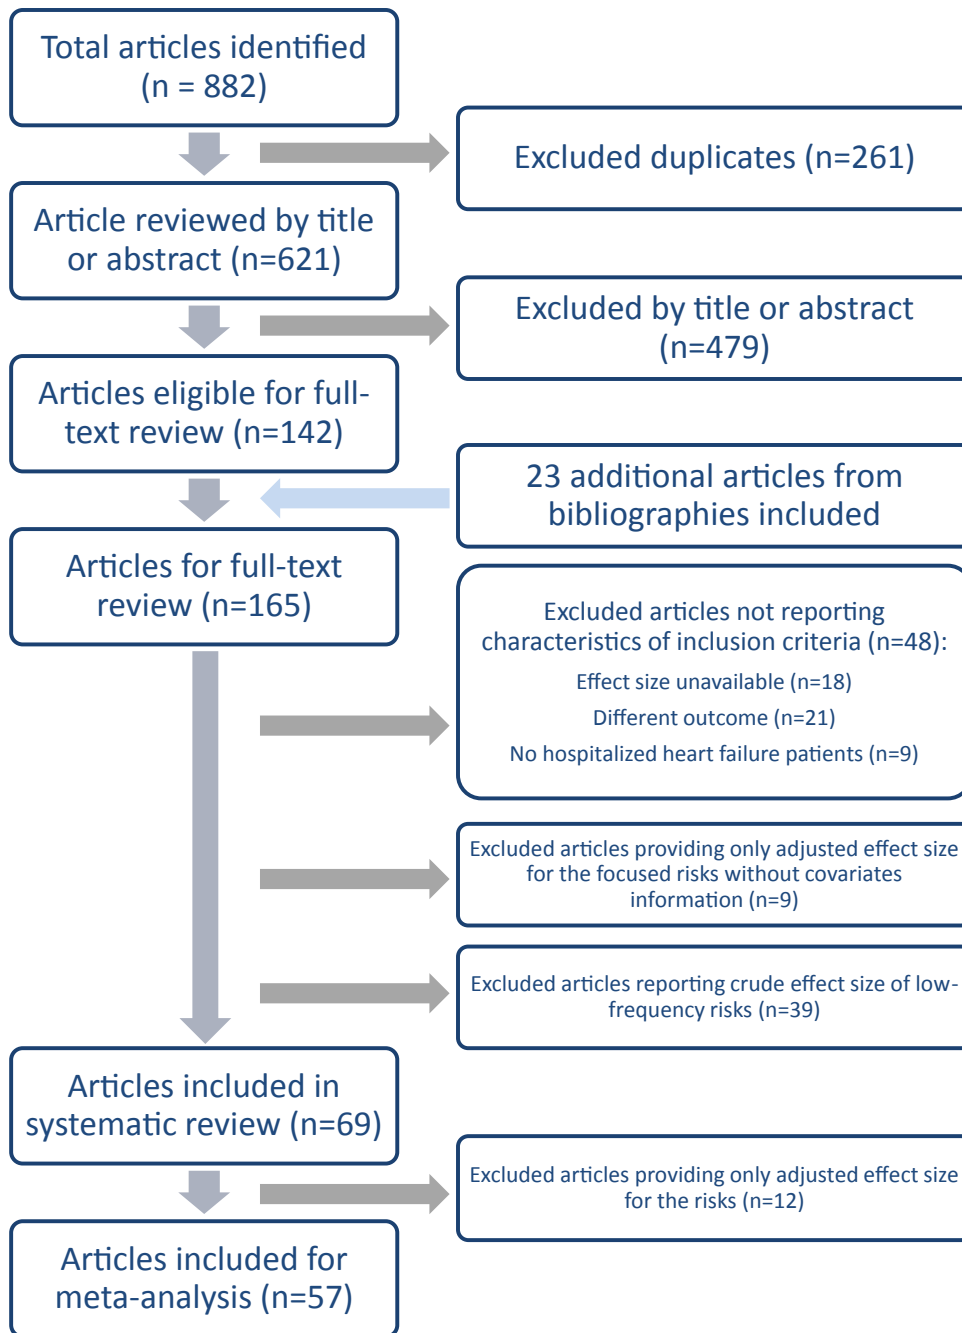 Total articles identified
(n = 882)
Excluded duplicates (n=261)
Article reviewed by title
or abstract (n=621)
Excluded by title or abstract
(n=479)
Articles eligible for full-
text review (n=142)
23 additional articles from
bibliographies included
Articles for full-text
review (n=165)
Excluded articles not reporting
characteristics of inclusion criteria (n=48):
Effect size unavailable (n=18)
Different outcome (n=21)
No hospitalized heart failure patients (n=9)
Excluded articles providing only adjusted effect size
for the focused risks without covariates
information (n=9)
Excluded articles reporting crude effect size of low-
frequency risks (n=39)
Articles included in
systematic review (n=69)
Excluded articles providing only adjusted effect size
for the risks (n=12)
Articles included for
meta-analysis (n=57)